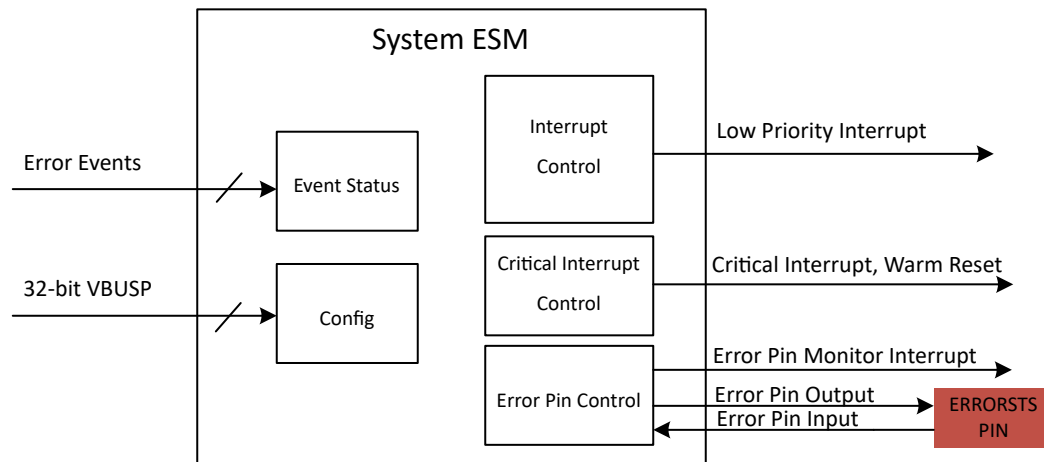 System ESM
Interrupt
Control
Low Priority Interrupt
Error Events
Event Status
Critical Interrupt
Control
Critical Interrupt, Warm Reset
32-bit VBUSP
Config
Error Pin Monitor Interrupt
Error Pin Control
Error Pin Output
Error Pin Input
ERRORSTS
PIN